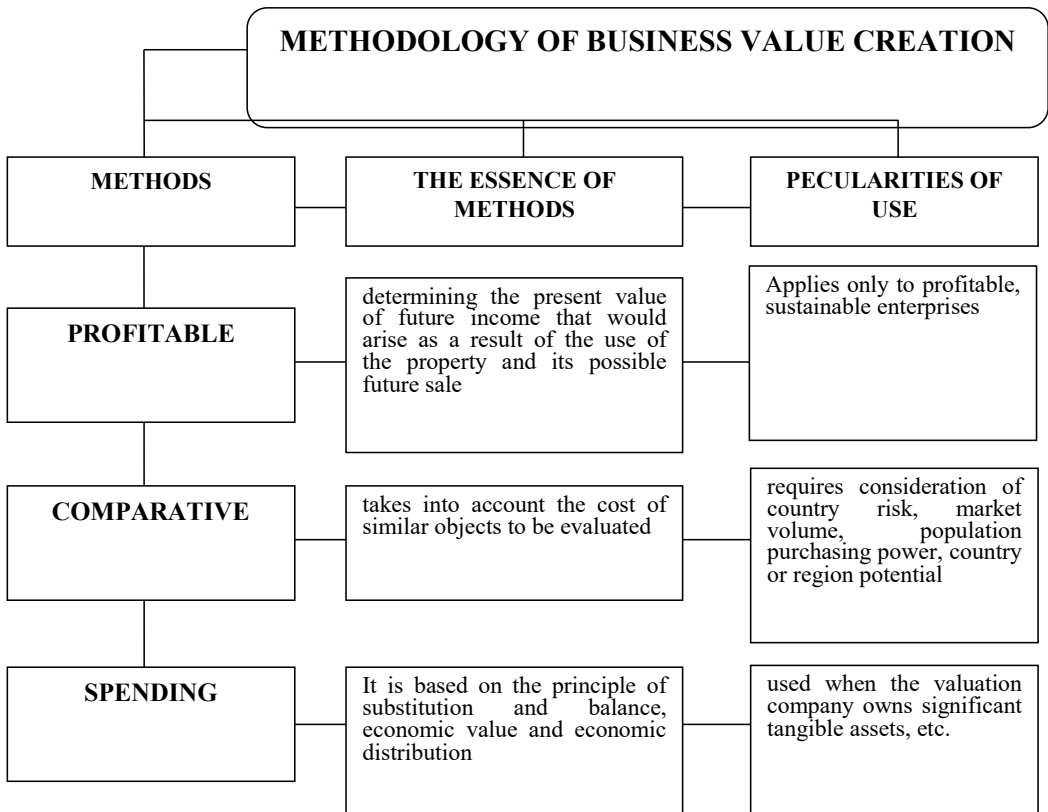 METHODOLOGY OF BUSINESS VALUE CREATION
METHODS
THE ESSENCE OF
METHODS
PECULARITIES OF
USE
PROFITABLE
determining the present value
of future income that would
arise as a result of the use of
the property and its possible
future sale
Applies only to profitable,
sustainable enterprises
COMPARATIVE
takes into account the cost of
similar objects to be evaluated
requires consideration of
country risk, market
volume, population
purchasing power, country
or region potential
SPENDING
It is based on the principle of
substitution and balance,
economic value and economic
distribution
used when the valuation
company owns significant
tangible assets, etc.